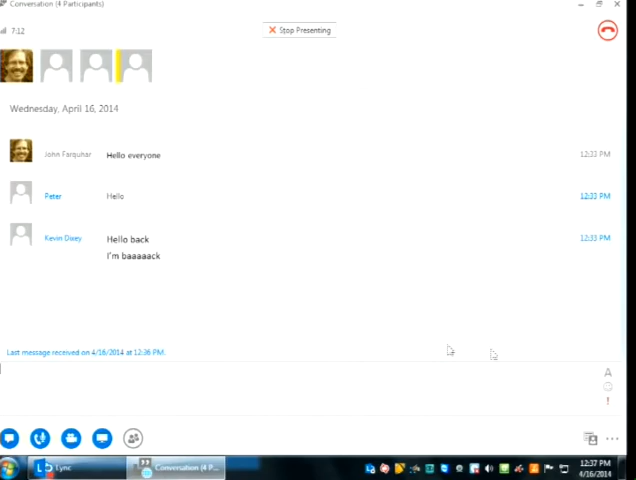 Conversation (4 Participants)
7:12
Stop Presenting
Wednesday, April 16, 2014
John Farquhar Hello everyone 12:33 PM
Peter Hello 12:33 PM
Kevin Dixey Hello back 12:33 PM
I'm baaaaack
Last message received on 4/16/2014 at 12:36 PM.
A
!
Lync
Conversation (4 P...
12:37 PM
4/16/2014